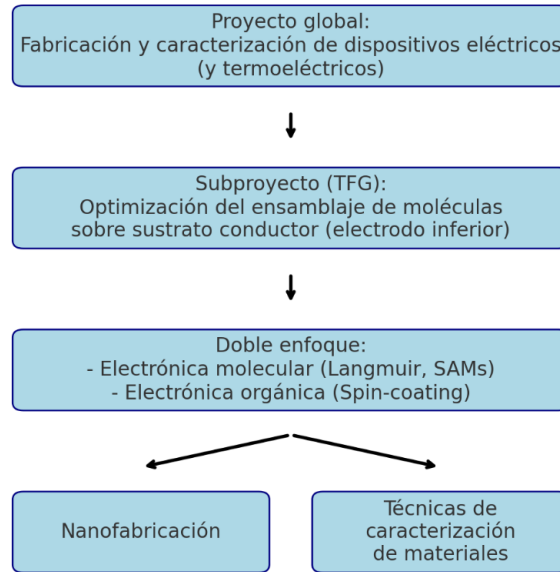 Proyecto global:
Fabricación y caracterización de dispositivos eléctricos
(y termoeléctricos)
Subproyecto (TFG):
Optimización del ensamblaje de moléculas
sobre sustrato conductor (electrodo inferior)
Doble enfoque:
- Electrónica molecular (Langmuir, SAMs)
- Electrónica orgánica (Spin-coating)
Nanofabricación
Técnicas de
caracterización
de materiales